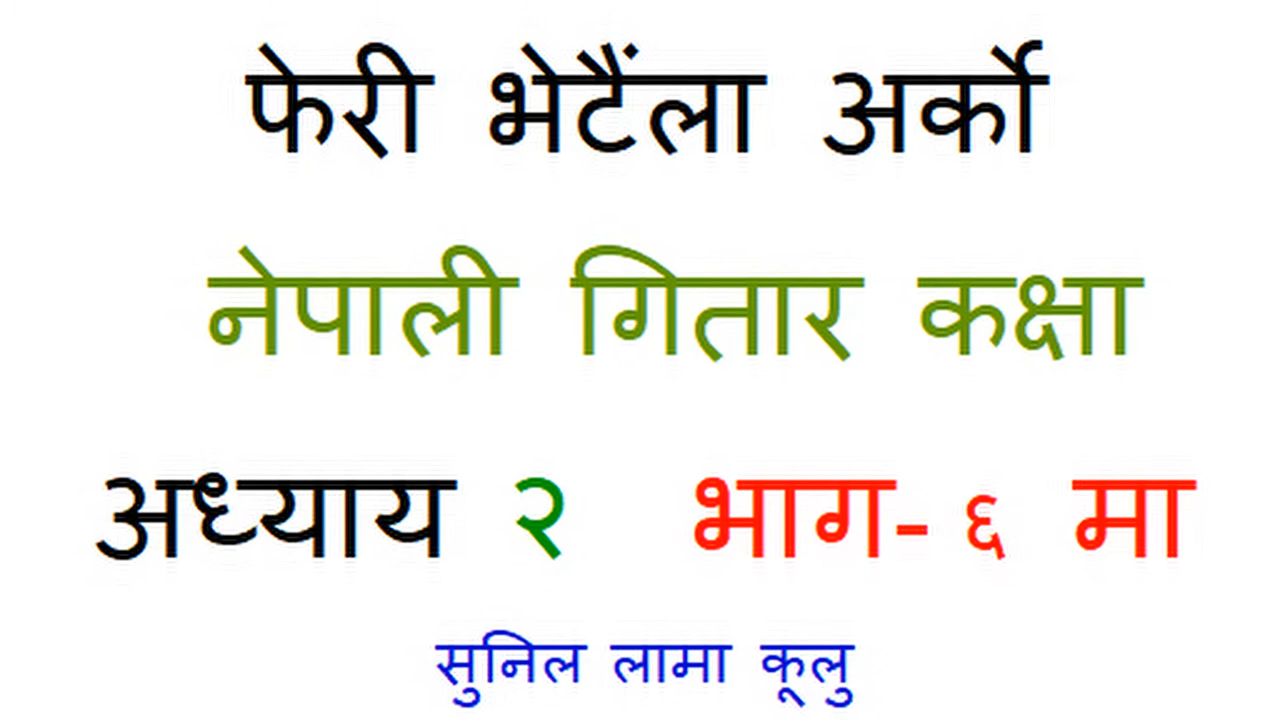 फेरी भेटैंला अर्को
नेपाली गितार कक्षा
अध्याय २ भाग- ६ मा
सुनिल लामा कूलु